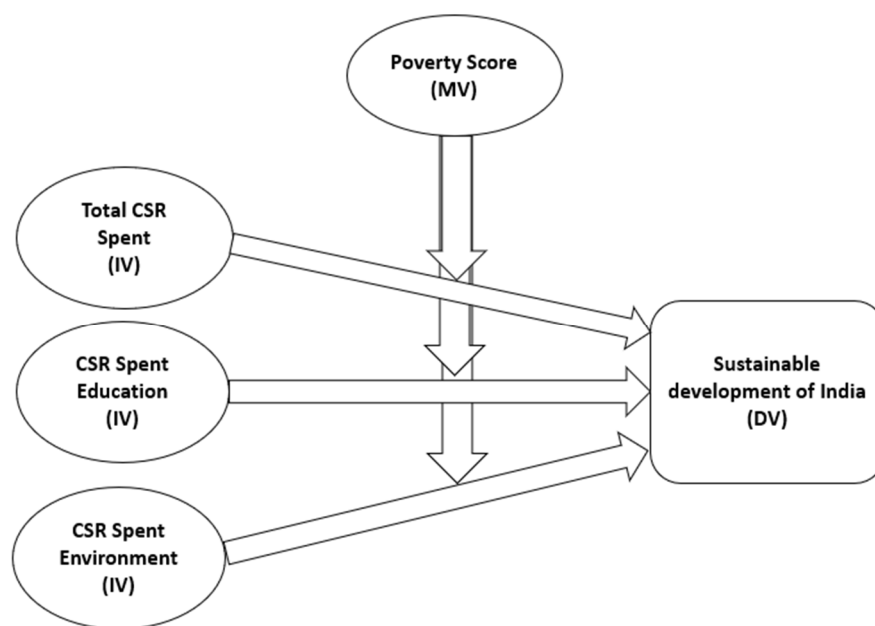 Poverty Score
(MV)
Total CSR
Spent
(IV)
CSR Spent
Education
(IV)
Sustainable
development of India
(DV)
CSR Spent
Environment
(IV)